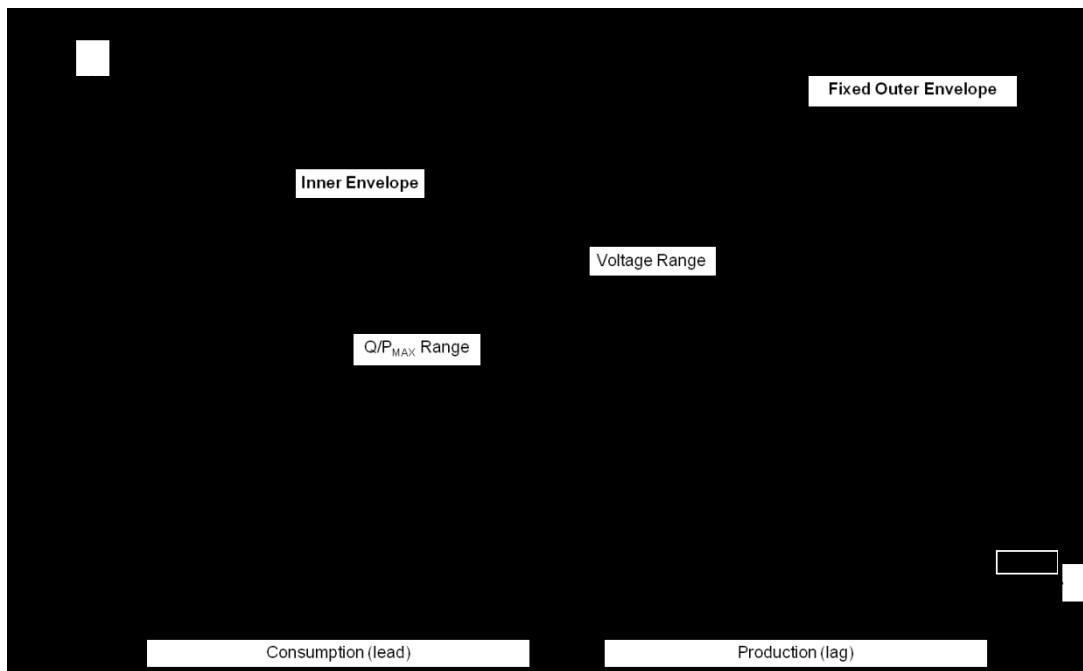 Fixed Outer Envelope
Inner Envelope
Voltage Range
Q/PMAX Range
Consumption (lead)
Production (lag)